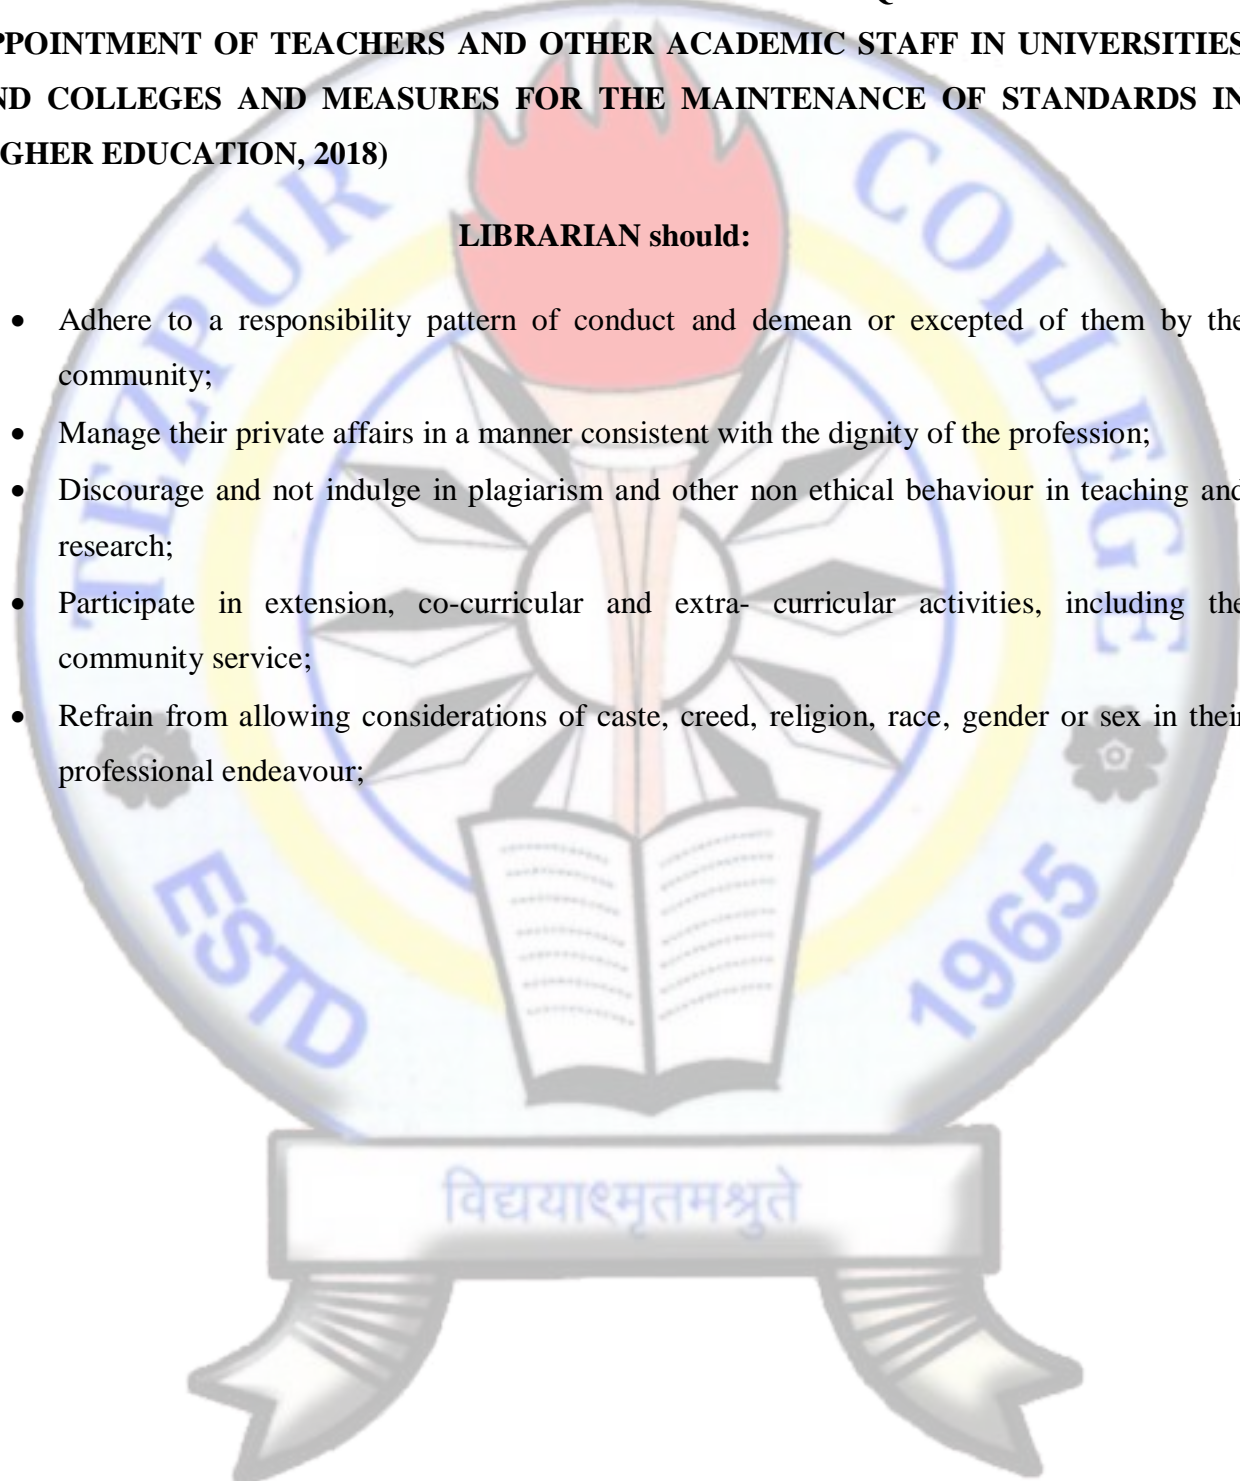 PPOINTMENT OF TEACHERS AND OTHER ACADEMIC STAFF IN UNIVERSITIES
ND COLLEGES AND MEASURES FOR THE MAINTENANCE OF STANDARDS IN
GHER EDUCATION, 2018)
LIBRARIAN should:
• Adhere to a responsibility pattern of conduct and demean or excepted of them by the
community;
• Manage their private affairs in a manner consistent with the dignity of the profession;
• Discourage and not indulge in plagiarism and other non ethical behaviour in teaching and
research;
• Participate in extension, co-curricular and extra- curricular activities, including the
community service;
• Refrain from allowing considerations of caste, creed, religion, race, gender or sex in their
professional endeavour;
TEZPUR COLLEGE
ESTD 1965
विद्ययाऽमृतमश्नुते